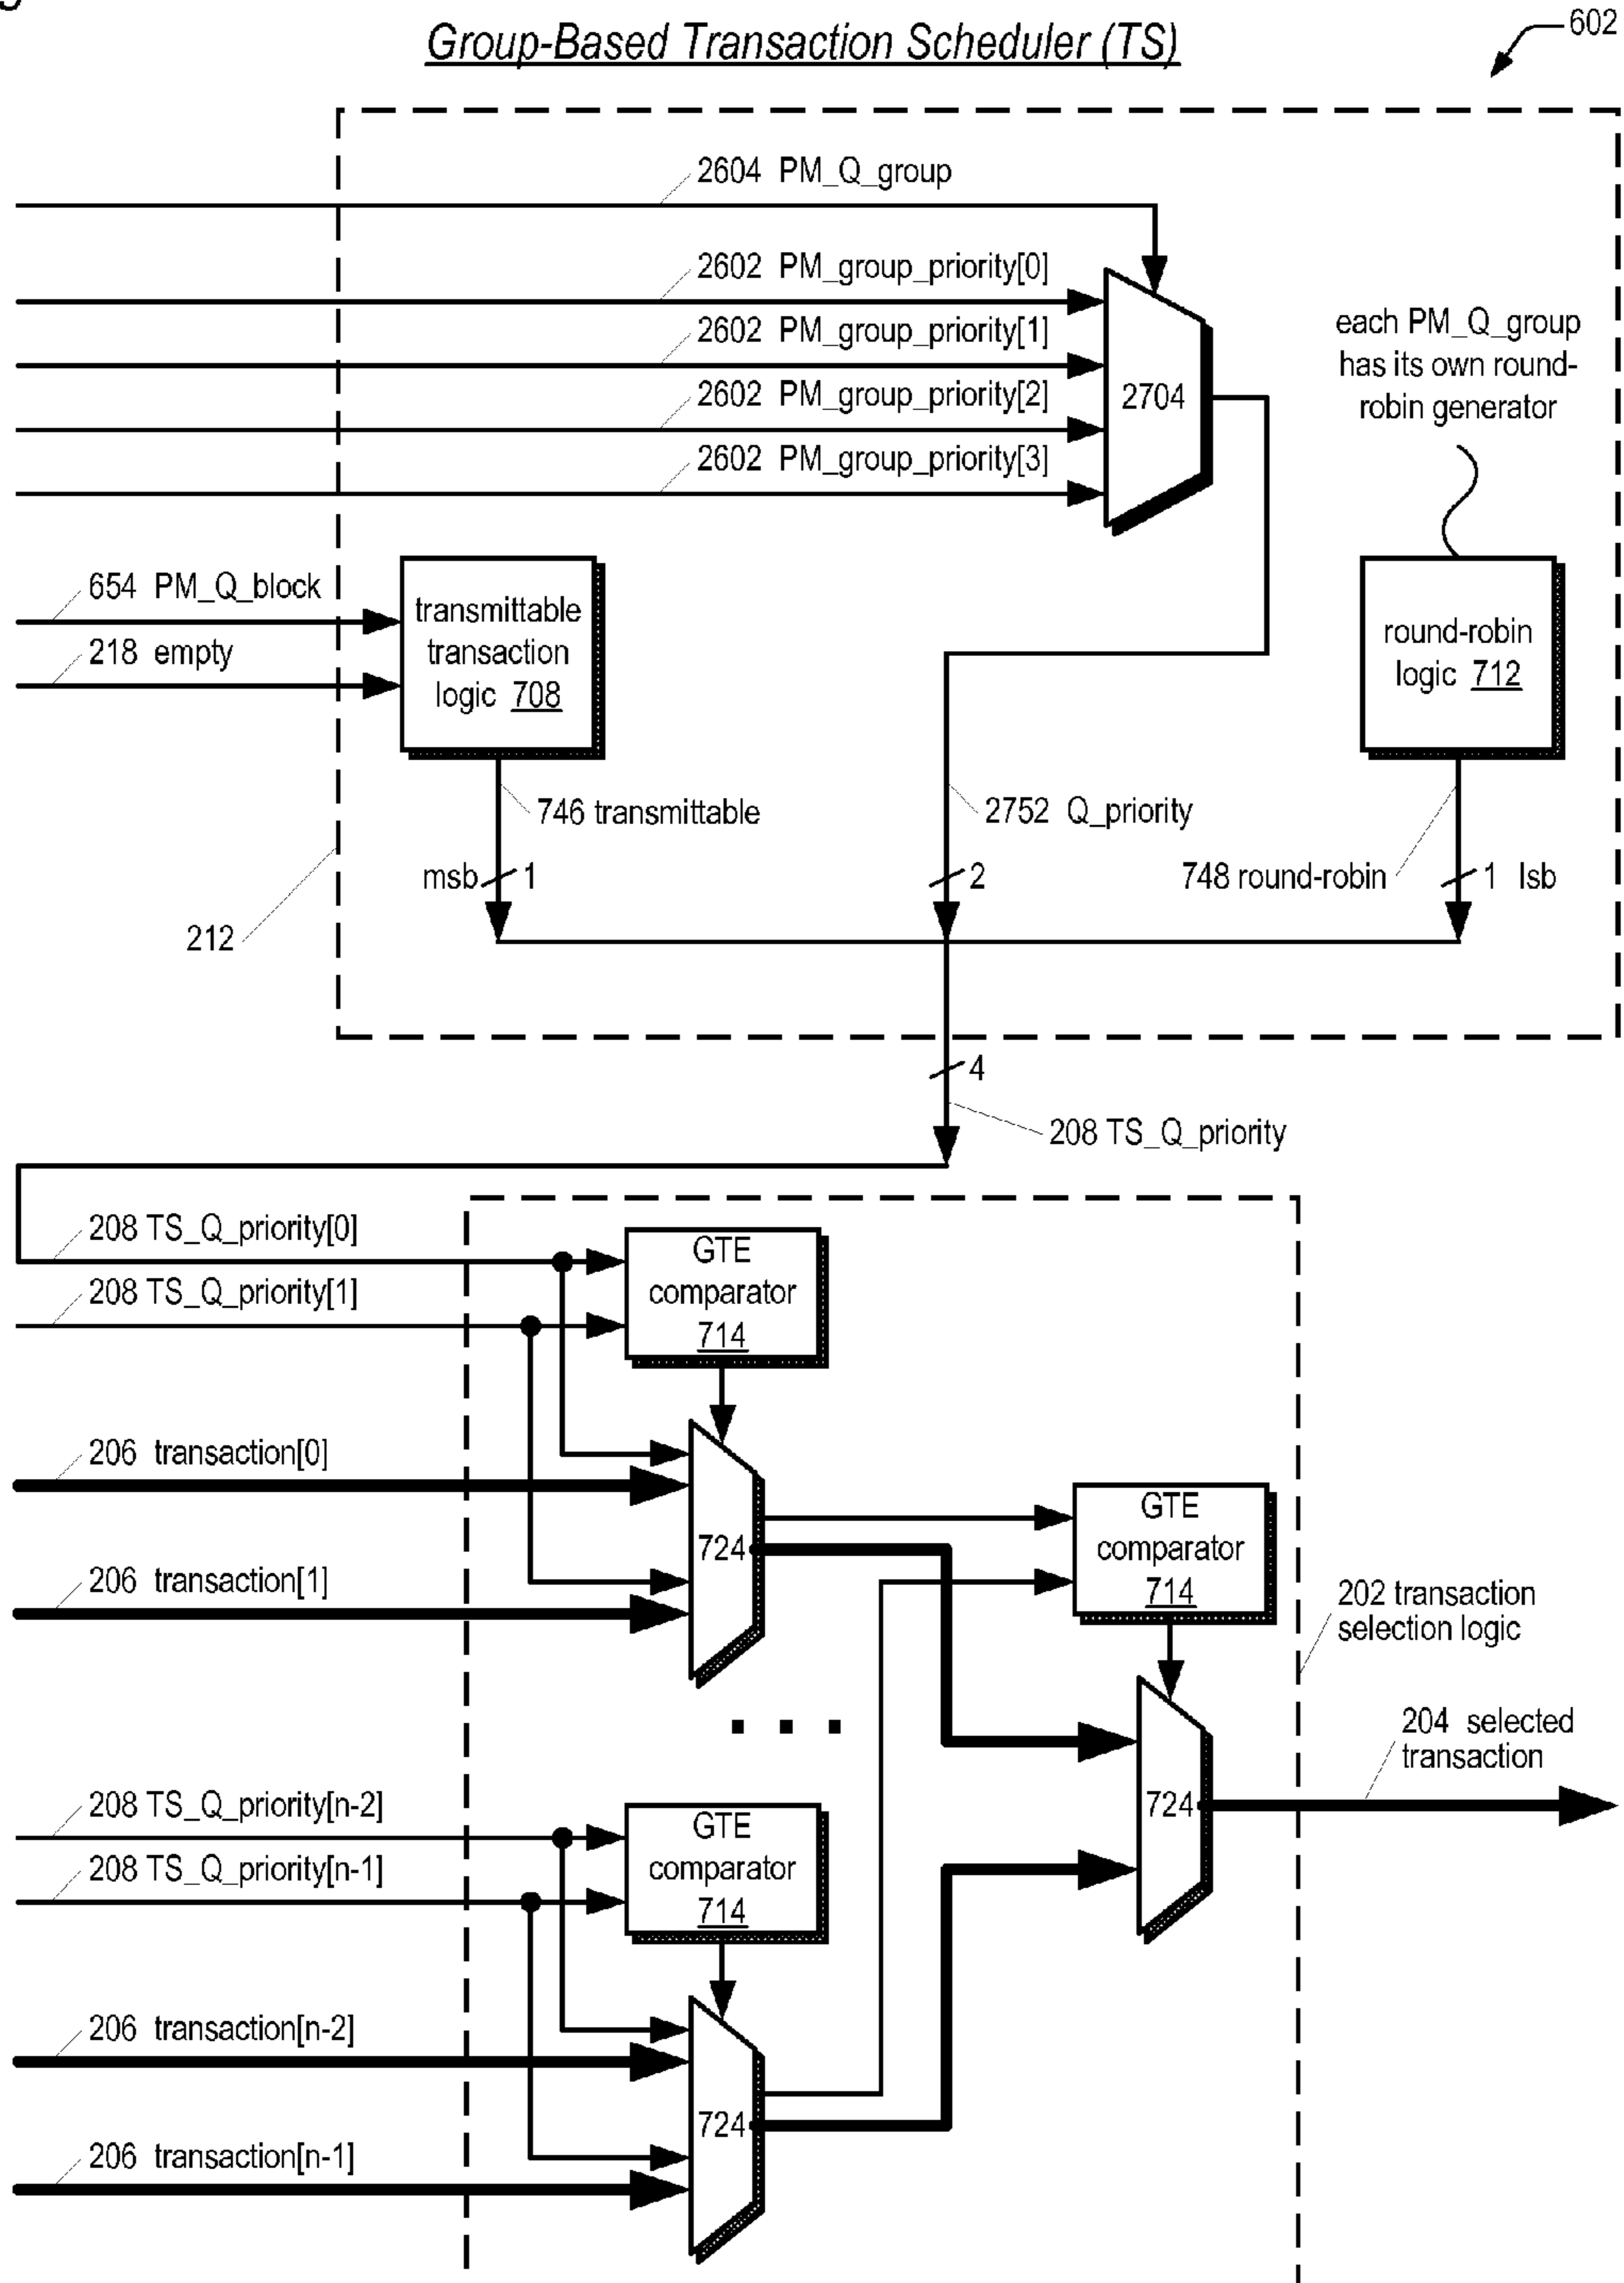 Group-Based Transaction Scheduler (TS)
602
2604 PM_Q_group
2602 PM_group_priority[0]
2602 PM_group_priority[1]
2602 PM_group_priority[2]
2602 PM_group_priority[3]
2704
each PM_Q_group
has its own round-
robin generator
654 PM_Q_block
218 empty
transmittable
transaction
logic 708
round-robin
logic 712
746 transmittable
2752 Q_priority
748 round-robin
msb 1
2
1 lsb
212
4
208 TS_Q_priority
208 TS_Q_priority[0]
208 TS_Q_priority[1]
GTE
comparator
714
206 transaction[0]
206 transaction[1]
724
GTE
comparator
714
202 transaction
selection logic
204 selected
transaction
724
208 TS_Q_priority[n-2]
208 TS_Q_priority[n-1]
GTE
comparator
714
206 transaction[n-2]
206 transaction[n-1]
724